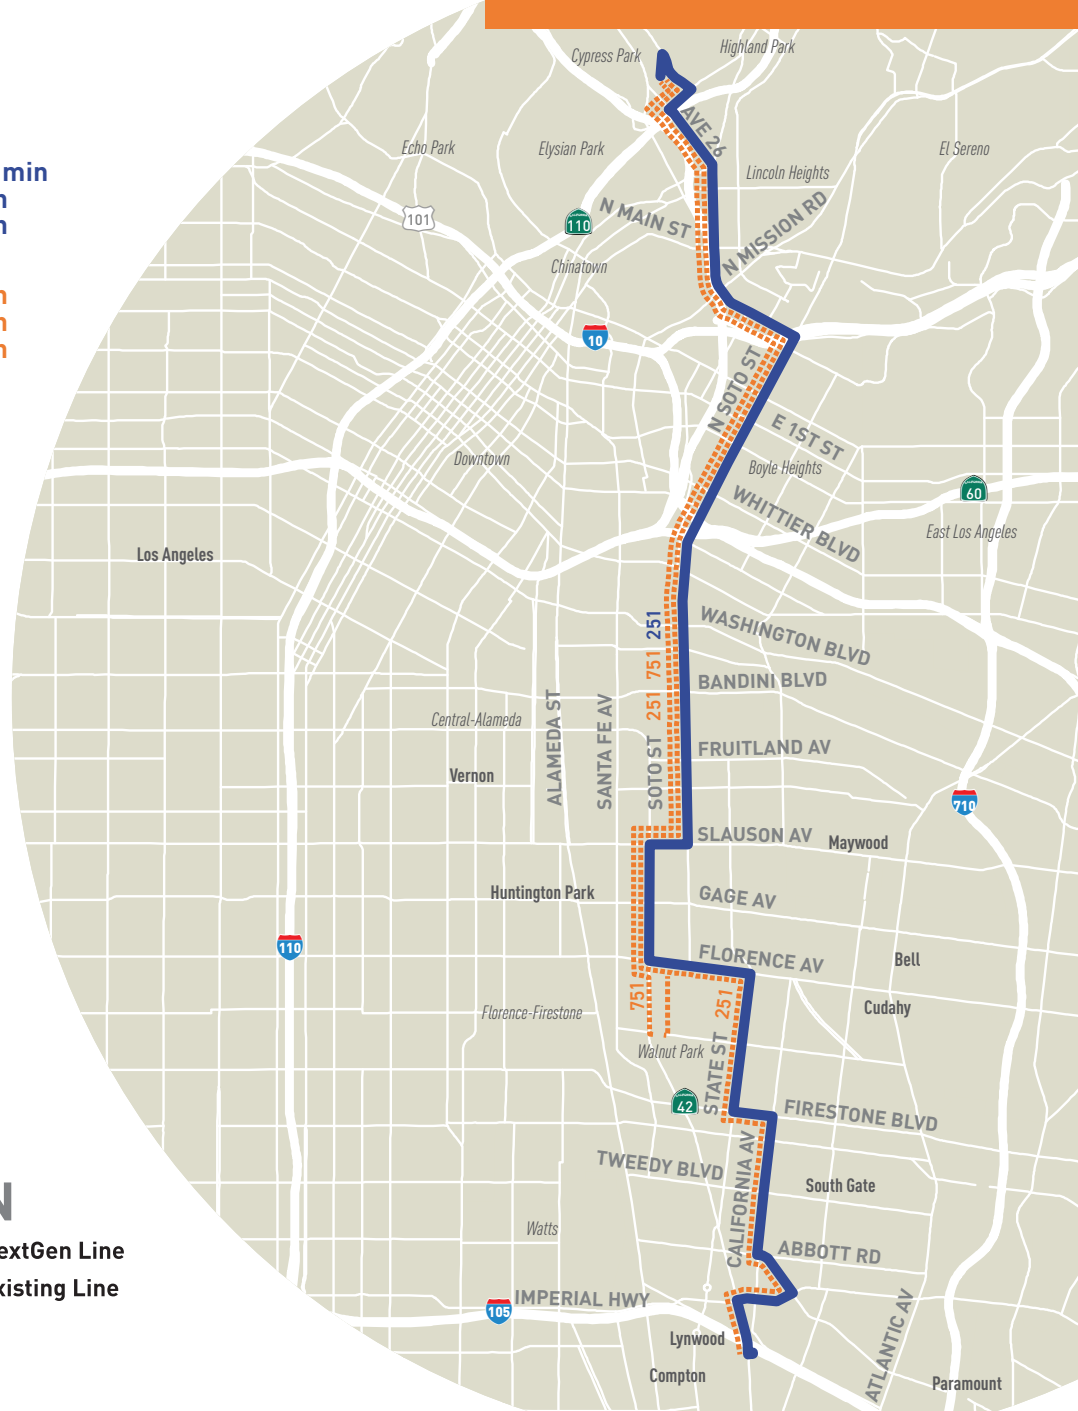 Highland Park
Cypress Park
AVE 26
Echo Park
Elysian Park
El Sereno
Lincoln Heights
min
101
110
N MAIN ST
N MISSION RD
Chinatown
10
N SOTO ST
E 1ST ST
Downtown
Boyle Heights
WHITTIER BLVD
60
East Los Angeles
Los Angeles
251
751
251
WASHINGTON BLVD
BANDINI BLVD
Central-Alameda
ALAMEDA ST
SANTA FE AV
SOTO ST
FRUITLAND AV
Vernon
710
SLAUSON AV
Maywood
Huntington Park
GAGE AV
110
FLORENCE AV
Bell
751
251
Cudahy
Florence-Firestone
Walnut Park
STATE ST
42
FIRESTONE BLVD
TWEEDY BLVD
CALIFORNIA AV
South Gate
Watts
ABBOTT RD
extGen Line
xisting Line
105
IMPERIAL HWY
ATLANTIC AV
Lynwood
Compton
Paramount